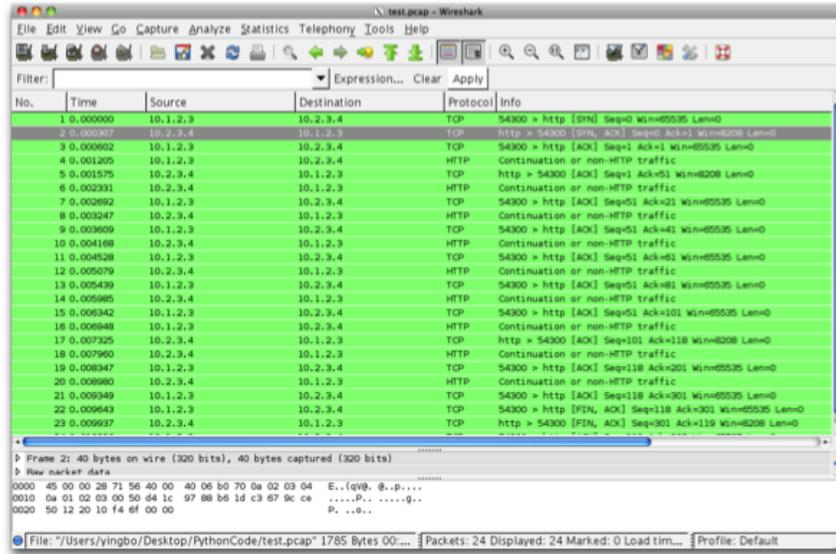 test.pcap - Wireshark
File Edit View Go Capture Analyze Statistics Telephony Tools Help
Filter: Expression... Clear Apply
No. Time Source Destination Protocol Info
1 0.000000 10.1.2.3 10.2.3.4 TCP 54300 > http [SYN] Seq=0 Win=65535 Len=0
2 0.000307 10.2.3.4 10.1.2.3 TCP http > 54300 [SYN, ACK] Seq=0 Ack=1 Win=8208 Len=0
3 0.000602 10.1.2.3 10.2.3.4 TCP 54300 > http [ACK] Seq=1 Ack=1 Win=65535 Len=0
4 0.001205 10.1.2.3 10.2.3.4 HTTP Continuation or non-HTTP traffic
5 0.001575 10.2.3.4 10.1.2.3 TCP http > 54300 [ACK] Seq=1 Ack=51 Win=8208 Len=0
6 0.002331 10.2.3.4 10.1.2.3 HTTP Continuation or non-HTTP traffic
7 0.002692 10.1.2.3 10.2.3.4 TCP 54300 > http [ACK] Seq=51 Ack=21 Win=65535 Len=0
8 0.003247 10.2.3.4 10.1.2.3 HTTP Continuation or non-HTTP traffic
9 0.003609 10.1.2.3 10.2.3.4 TCP 54300 > http [ACK] Seq=51 Ack=41 Win=65535 Len=0
10 0.004168 10.2.3.4 10.1.2.3 HTTP Continuation or non-HTTP traffic
11 0.004528 10.1.2.3 10.2.3.4 TCP 54300 > http [ACK] Seq=51 Ack=61 Win=65535 Len=0
12 0.005079 10.2.3.4 10.1.2.3 HTTP Continuation or non-HTTP traffic
13 0.005439 10.1.2.3 10.2.3.4 TCP 54300 > http [ACK] Seq=51 Ack=81 Win=65535 Len=0
14 0.005985 10.2.3.4 10.1.2.3 HTTP Continuation or non-HTTP traffic
15 0.006342 10.1.2.3 10.2.3.4 TCP 54300 > http [ACK] Seq=51 Ack=101 Win=65535 Len=0
16 0.006948 10.1.2.3 10.2.3.4 HTTP Continuation or non-HTTP traffic
17 0.007325 10.2.3.4 10.1.2.3 TCP http > 54300 [ACK] Seq=101 Ack=118 Win=8208 Len=0
18 0.007960 10.2.3.4 10.1.2.3 HTTP Continuation or non-HTTP traffic
19 0.008347 10.1.2.3 10.2.3.4 TCP 54300 > http [ACK] Seq=118 Ack=201 Win=65535 Len=0
20 0.008980 10.2.3.4 10.1.2.3 HTTP Continuation or non-HTTP traffic
21 0.009349 10.1.2.3 10.2.3.4 TCP 54300 > http [ACK] Seq=118 Ack=301 Win=65535 Len=0
22 0.009643 10.1.2.3 10.2.3.4 TCP 54300 > http [FIN, ACK] Seq=118 Ack=301 Win=65535 Len=0
23 0.009937 10.2.3.4 10.1.2.3 TCP http > 54300 [FIN, ACK] Seq=301 Ack=119 Win=8208 Len=0
Frame 2: 40 bytes on wire (320 bits), 40 bytes captured (320 bits)
Raw packet data
0000 45 00 00 28 71 56 40 00 40 06 b0 70 0a 02 03 04 E..(qV@. @..p....
0010 0a 01 02 03 00 50 d4 1c 97 88 b6 1d c3 67 9c ce .....P.. .....g..
0020 50 12 20 10 f4 6f 00 00 P. ..o..
File: "/Users/yingbo/Desktop/PythonCode/test.pcap" 1785 Bytes 00:... Packets: 24 Displayed: 24 Marked: 0 Load tim... Profile: Default